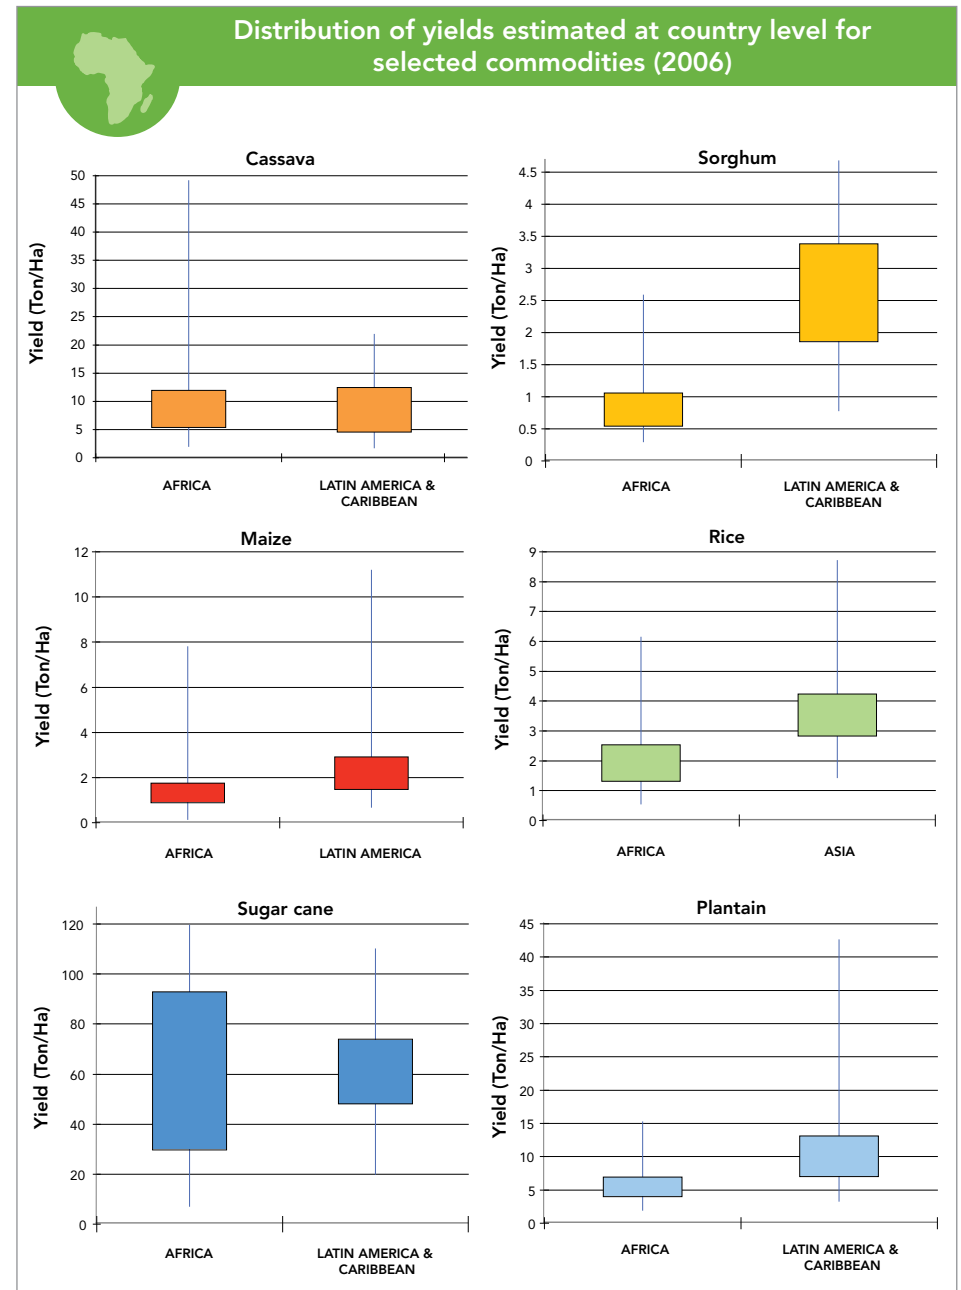 Distribution of yields estimated at country level for
selected commodities (2006)
Cassava
Yield (Ton/Ha)
50
45
40
35
30
25
20
15
10
5
0
AFRICA
LATIN AMERICA &
CARIBBEAN
Sorghum
Yield (Ton/Ha)
4.5
4
3.5
3
2.5
2
1.5
1
0.5
0
AFRICA
LATIN AMERICA &
CARIBBEAN
Maize
Yield (Ton/Ha)
12
10
8
6
4
2
0
AFRICA
LATIN AMERICA
Rice
Yield (Ton/Ha)
9
8
7
6
5
4
3
2
1
0
AFRICA
ASIA
Sugar cane
Yield (Ton/Ha)
120
100
80
60
40
20
0
AFRICA
LATIN AMERICA &
CARIBBEAN
Plantain
Yield (Ton/Ha)
45
40
35
30
25
20
15
10
5
0
AFRICA
LATIN AMERICA &
CARIBBEAN